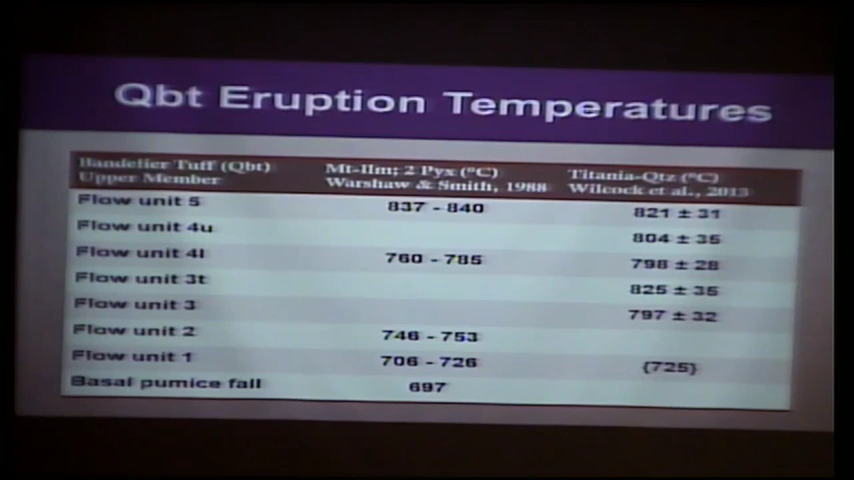 Qbt Eruption Temperatures
Bandelier Tuff (Qbt) Mt-Ilm; 2 Pyx (°C) Titania-Qtz (°C)
Upper Member Warshaw & Smith, 1988 Wilcock et al., 2013
Flow unit 5 837 - 840 821 ± 31
Flow unit 4u 804 ± 35
Flow unit 4l 760 - 785 798 ± 28
Flow unit 3t 825 ± 35
Flow unit 3 797 ± 32
Flow unit 2 746 - 753
Flow unit 1 706 - 726 {725}
Basal pumice fall 697